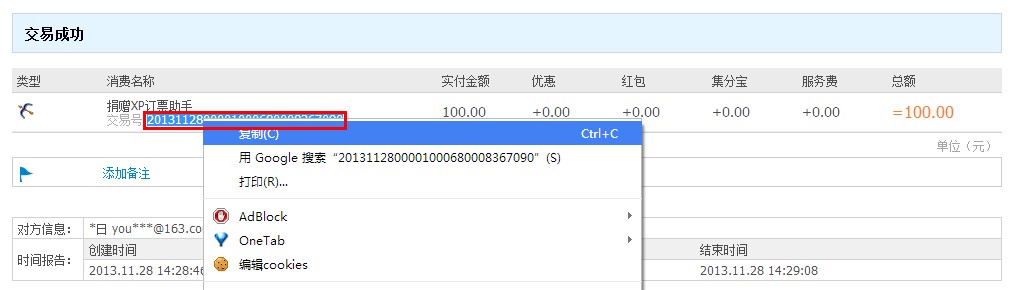 交易成功
类型 消费名称 实付金额 优惠 红包 集分宝 服务费 总额
捐赠XP订票助手
交易号 100.00 +0.00 +0.00 +0.00 +0.00 =100.00
复制(C) Ctrl+C
单位（元）
用 Google 搜索“2013112800001000680008367090”(S)
添加备注
打印(R)...
AdBlock
对方信息： *日 you***@163.co
OneTab
时间报告： 创建时间 结束时间
编辑cookies
2013.11.28 14:28:46 2013.11.28 14:29:08